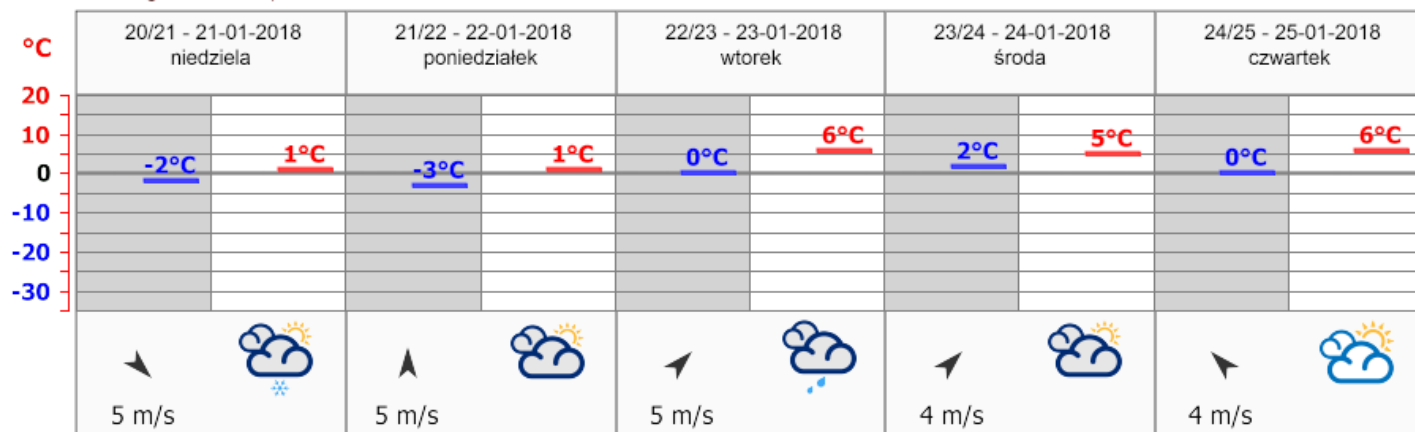 20/21 - 21-01-2018
niedziela
21/22 - 22-01-2018
poniedziałek
22/23 - 23-01-2018
wtorek
23/24 - 24-01-2018
środa
24/25 - 25-01-2018
czwartek
°C
20
10
0
-10
-20
-30
-2°C
1°C
-3°C
1°C
0°C
6°C
2°C
5°C
0°C
6°C
5 m/s
5 m/s
5 m/s
4 m/s
4 m/s